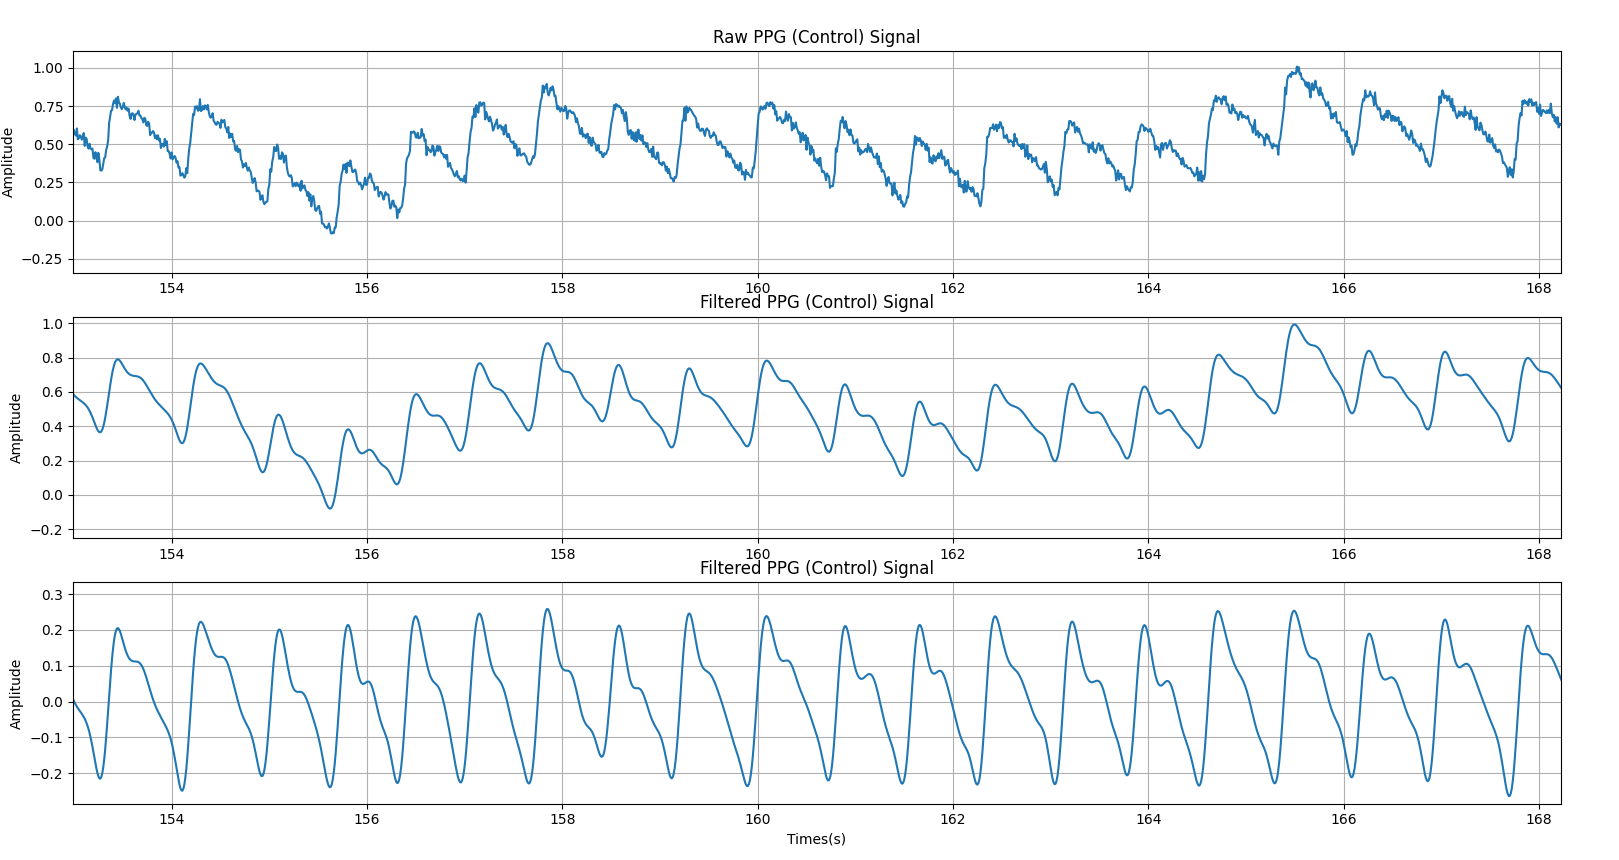 Raw PPG (Control) Signal
Amplitude
1.00
0.75
0.50
0.25
0.00
−0.25
154 156 158 160 162 164 166 168
Filtered PPG (Control) Signal
Amplitude
1.0
0.8
0.6
0.4
0.2
0.0
−0.2
154 156 158 160 162 164 166 168
Filtered PPG (Control) Signal
Amplitude
0.3
0.2
0.1
0.0
−0.1
−0.2
154 156 158 160 162 164 166 168
Times(s)